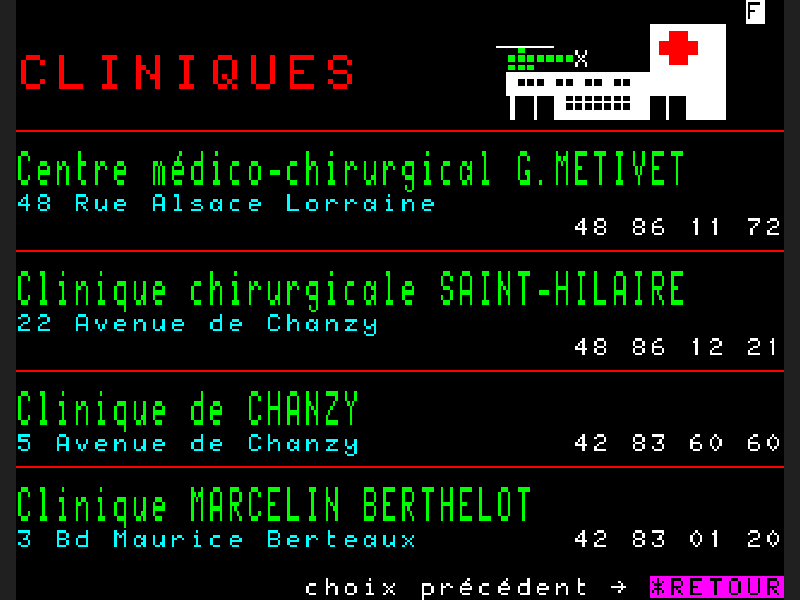 F
CLINIQUES
Centre médico-chirurgical G.METIVET
48 Rue Alsace Lorraine
48 86 11 72
Clinique chirurgicale SAINT-HILAIRE
22 Avenue de Chanzy
48 86 12 21
Clinique de CHANZY
5 Avenue de Chanzy 42 83 60 60
Clinique MARCELIN BERTHELOT
3 Bd Maurice Berteaux 42 83 01 20
choix précédent → *RETOUR